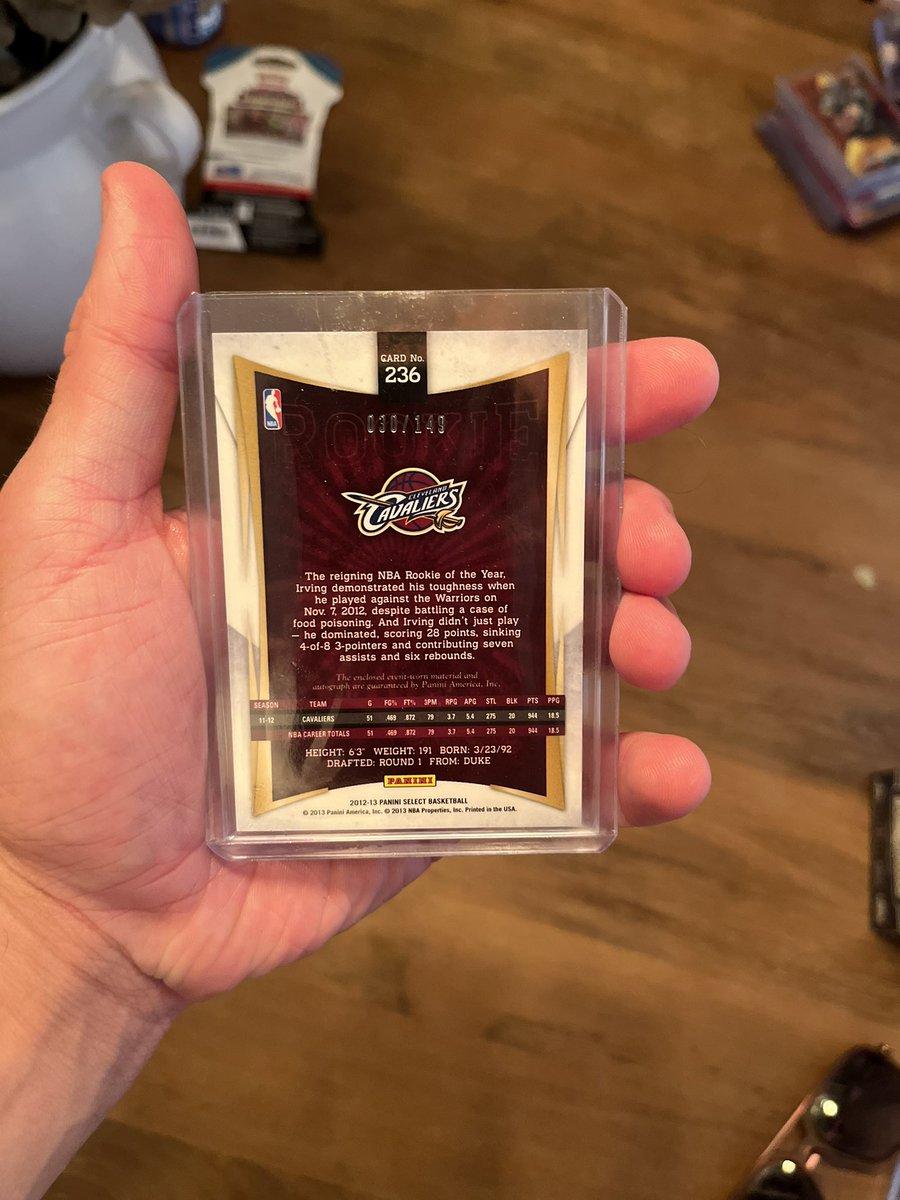 CARD No.
236
NBA
ROOKIE
030/149
CLEVELAND
CAVALIERS
The reigning NBA Rookie of the Year,
Irving demonstrated his toughness when
he played against the Warriors on
Nov. 7, 2012, despite battling a case of
food poisoning. And Irving didn't just play
— he dominated, scoring 28 points, sinking
4-of-8 3-pointers and contributing seven
assists and six rebounds.
The enclosed event-worn material and
autograph are guaranteed by Panini America, Inc.
SEASON TEAM G FG% FT% 3PM RPG APG STL BLK PTS PPG
11-12 CAVALIERS 51 .469 .872 79 3.7 5.4 275 20 944 18.5
NBA CAREER TOTALS 51 .469 .872 79 3.7 5.4 275 20 944 18.5
HEIGHT: 6'3" WEIGHT: 191 BORN: 3/23/92
DRAFTED: ROUND 1 FROM: DUKE
PANINI
2012-13 PANINI SELECT BASKETBALL
© 2013 Panini America, Inc. © 2013 NBA Properties, Inc. Printed in the USA.